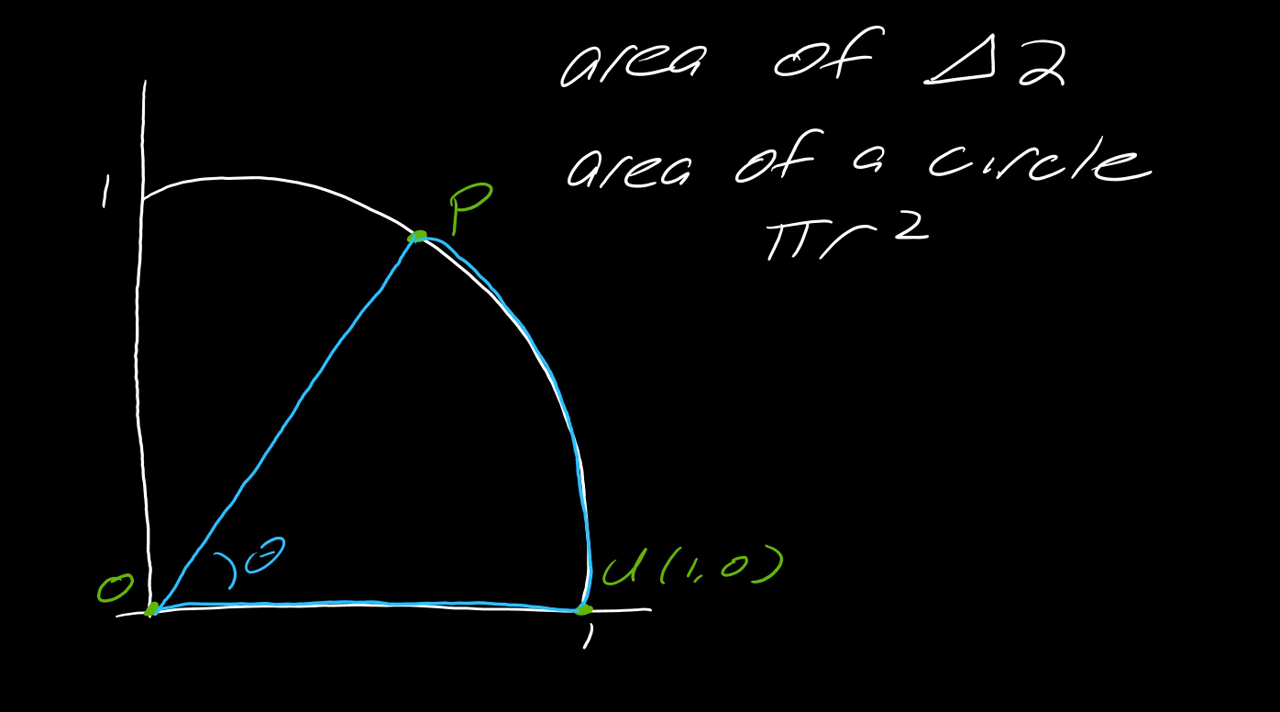 area of Δ2
area of a circle
πr²
1
P
θ
O
U(1,0)
1